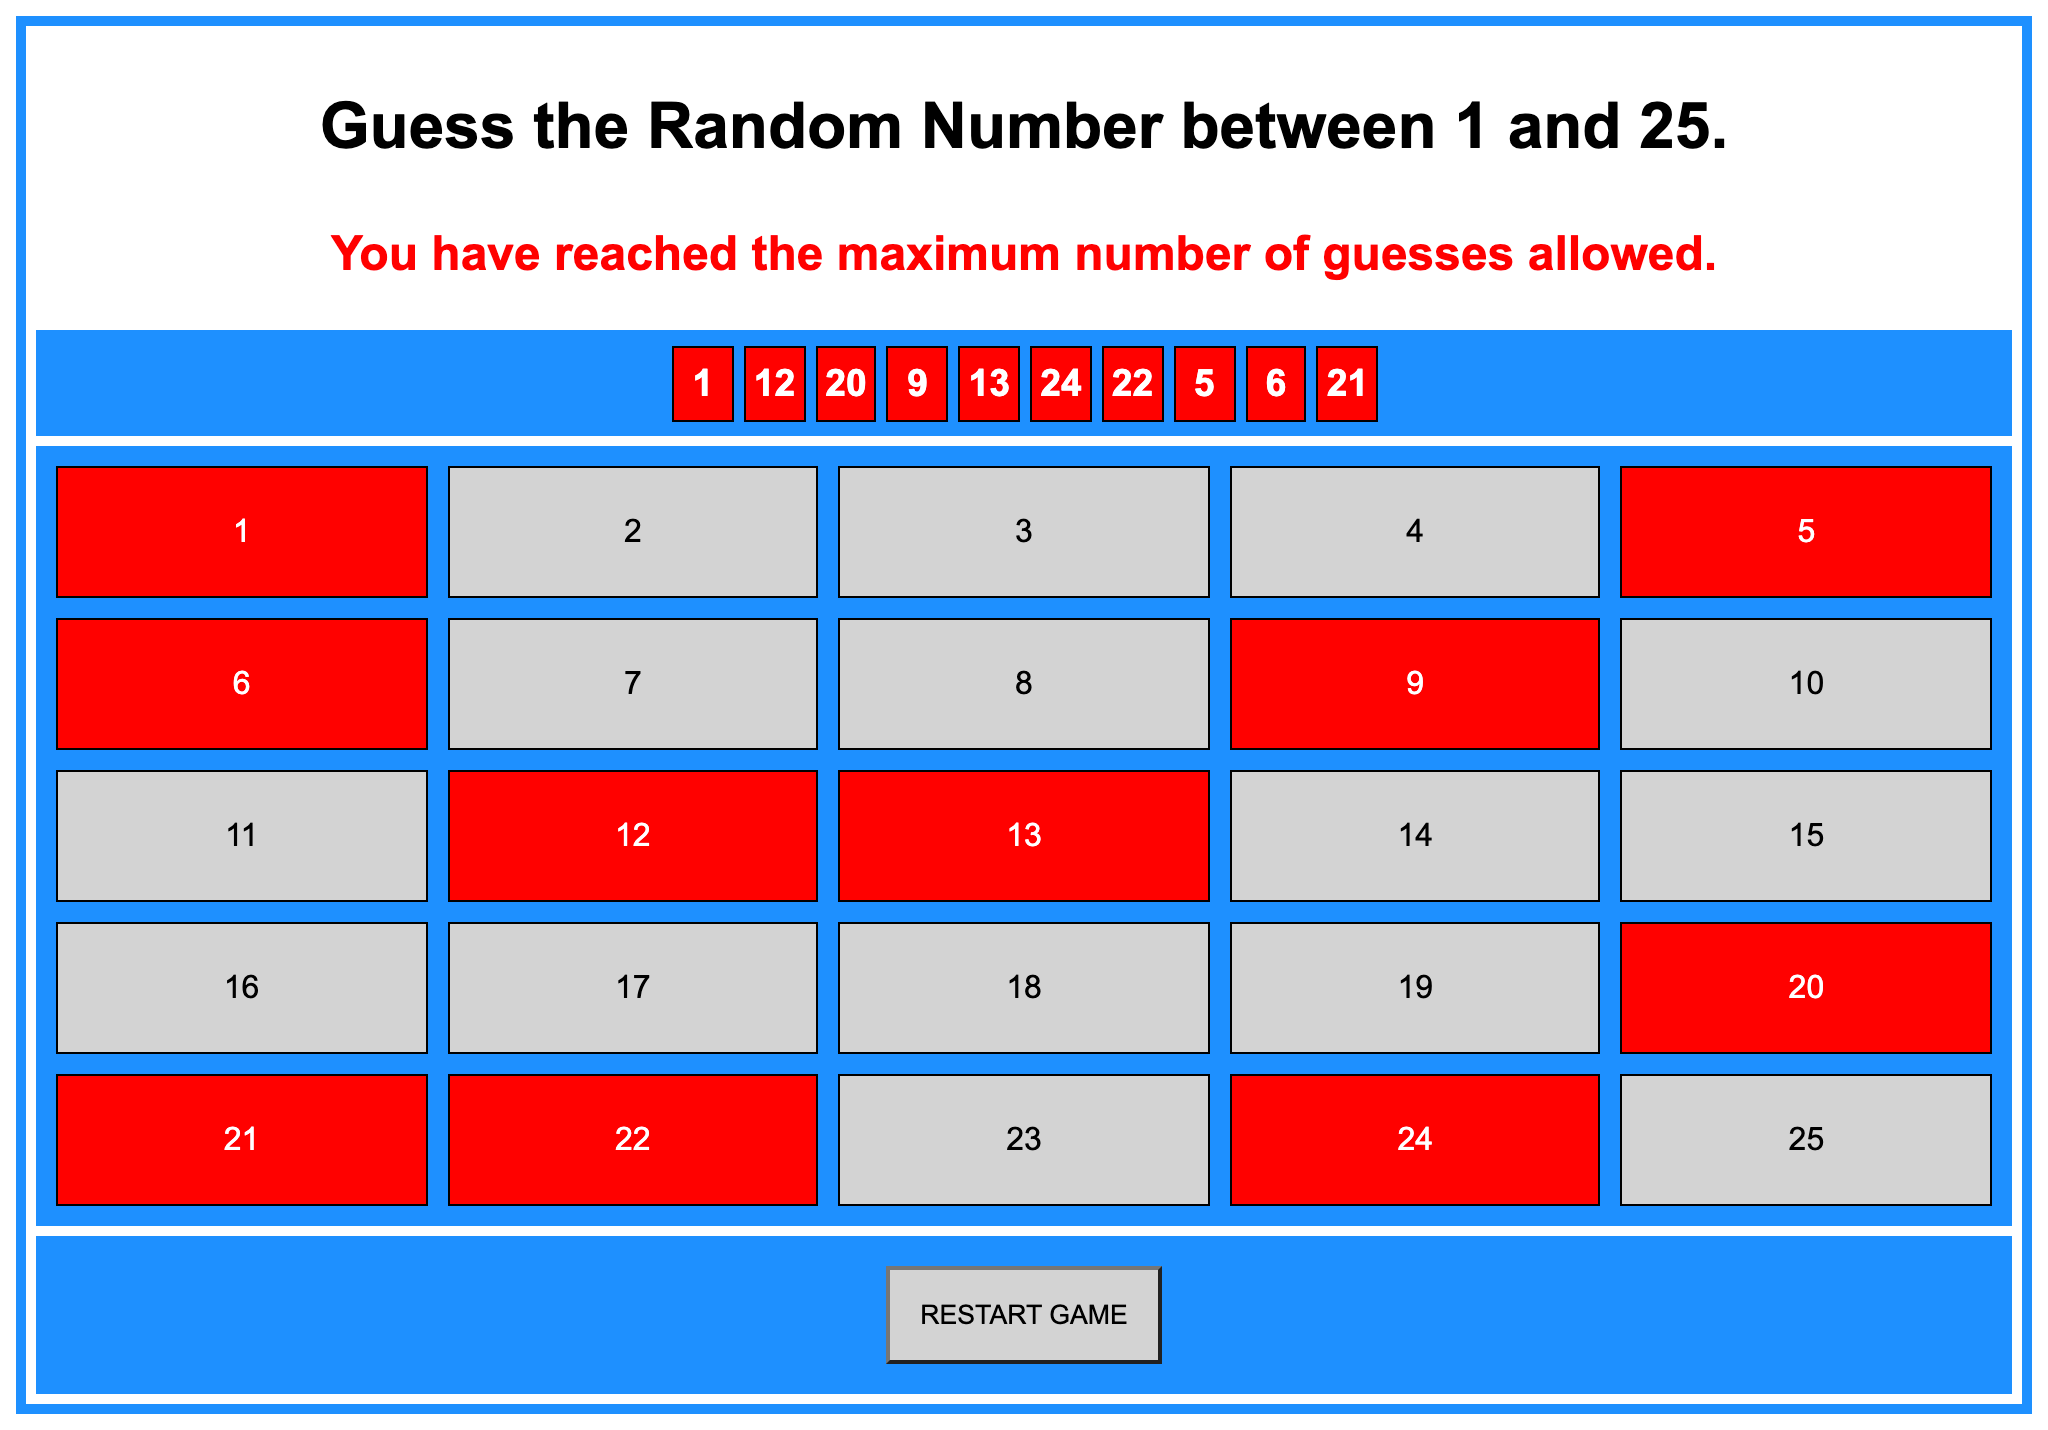 Guess the Random Number between 1 and 25.
You have reached the maximum number of guesses allowed.
1 12 20 9 13 24 22 5 6 21
1 2 3 4 5
6 7 8 9 10
11 12 13 14 15
16 17 18 19 20
21 22 23 24 25
RESTART GAME